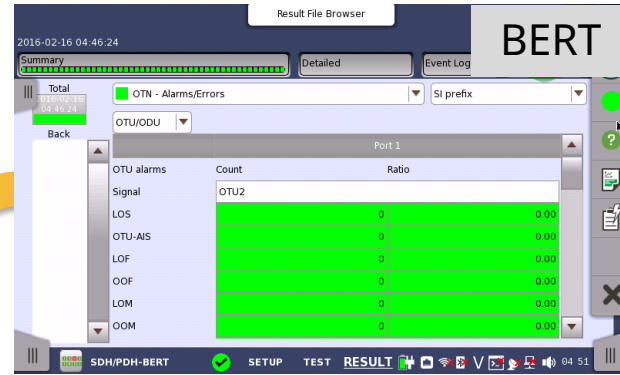 Result File Browser
BERT
2016-02-16 04:46:24
Summary
Detailed
Event Log
Total
2016-02-16
04:46:24
Back
OTN - Alarms/Errors
SI prefix
OTU/ODU
Port 1
OTU alarms Count Ratio
Signal OTU2
LOS 0 0.00
OTU-AIS 0 0.00
LOF 0 0.00
OOF 0 0.00
LOM 0 0.00
OOM 0 0.00
SDH/PDH-BERT SETUP TEST RESULT 04 51